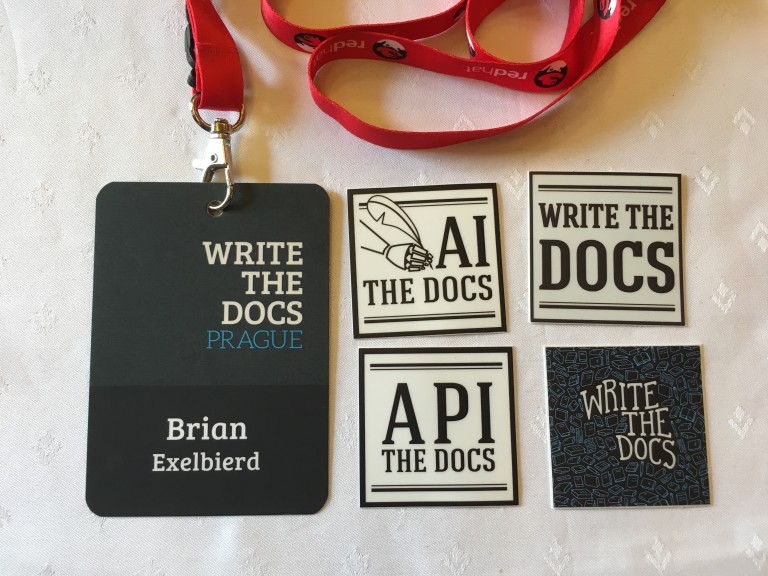 redhat
redhat
WRITE
THE
DOCS
PRAGUE
Brian
Exelbierd
AI
THE DOCS
WRITE THE
DOCS
API
THE DOCS
WRITE
THE
DOCS